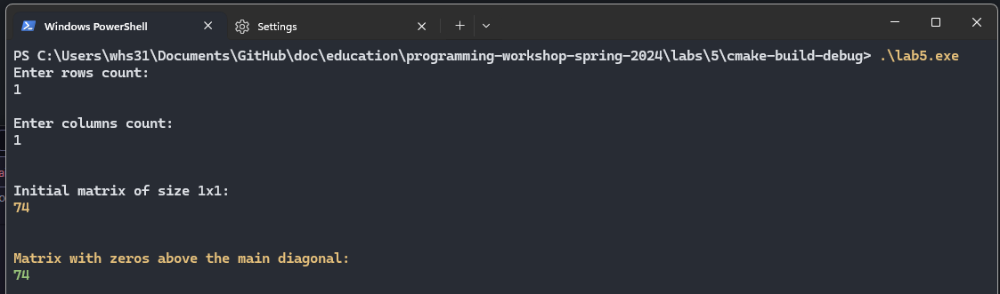 Windows PowerShell
Settings
PS C:\Users\whs31\Documents\GitHub\doc\education\programming-workshop-spring-2024\labs\5\cmake-build-debug> .\lab5.exe
Enter rows count:
1
Enter columns count:
1
Initial matrix of size 1x1:
74
Matrix with zeros above the main diagonal:
74